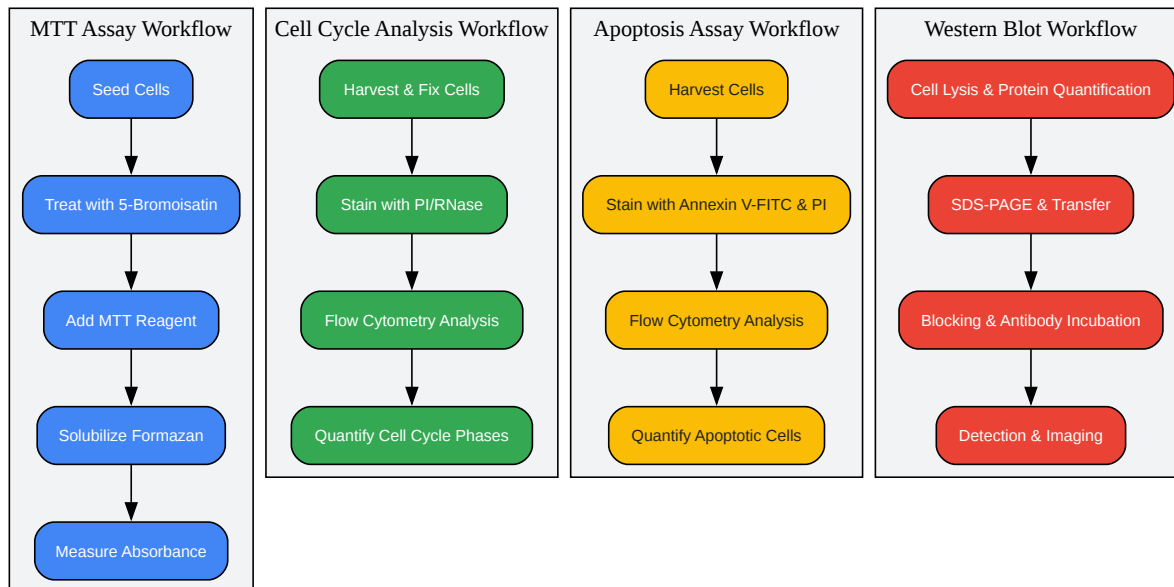 MTT Assay Workflow
Seed Cells
Treat with 5-Bromoisatin
Add MTT Reagent
Solubilize Formazan
Measure Absorbance
Cell Cycle Analysis Workflow
Harvest & Fix Cells
Stain with PI/RNase
Flow Cytometry Analysis
Quantify Cell Cycle Phases
Apoptosis Assay Workflow
Harvest Cells
Stain with Annexin V-FITC & PI
Flow Cytometry Analysis
Quantify Apoptotic Cells
Western Blot Workflow
Cell Lysis & Protein Quantification
SDS-PAGE & Transfer
Blocking & Antibody Incubation
Detection & Imaging